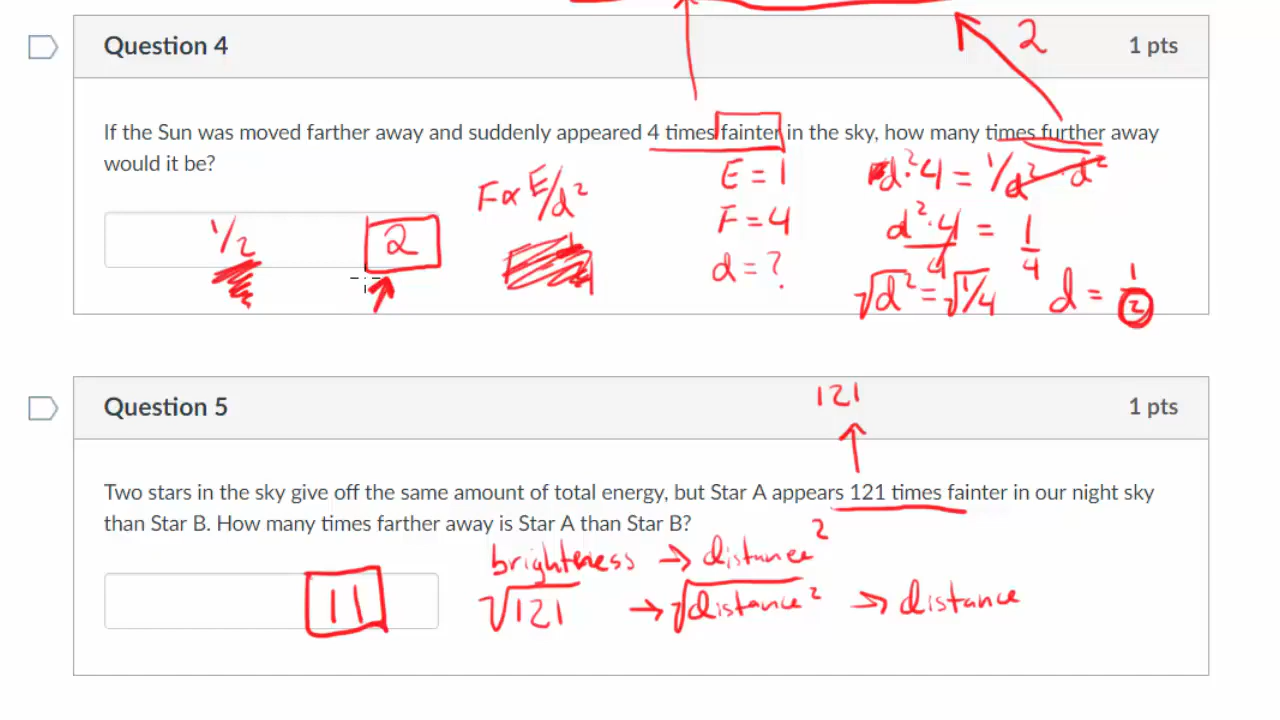 2
Question 4
1 pts
If the Sun was moved farther away and suddenly appeared 4 times fainter in the sky, how many times further away
would it be?
F∝E/d²
E = 1
F = 4
d = ?
d²·4 = 1/d² · d²
d²·4 = 1
4 4
√d² = √1/4
d = 1/2
1/2
2
Question 5
1 pts
121
Two stars in the sky give off the same amount of total energy, but Star A appears 121 times fainter in our night sky
than Star B. How many times farther away is Star A than Star B?
brighteness → distance²
√121 → √distance² → distance
11